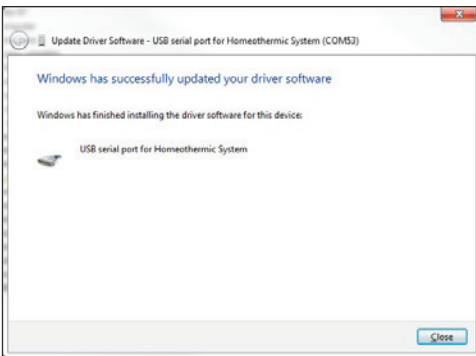 Update Driver Software - USB serial port for Homeothermic System (COM53)
Windows has successfully updated your driver software
Windows has finished installing the driver software for this device:
USB serial port for Homeothermic System
Close